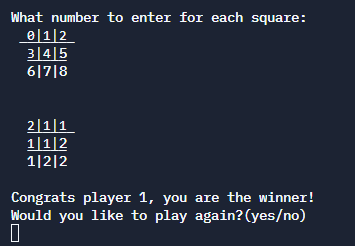 What number to enter for each square:
0|1|2
3|4|5
6|7|8
2|1|1
1|1|2
1|2|2
Congrats player 1, you are the winner!
Would you like to play again?(yes/no)